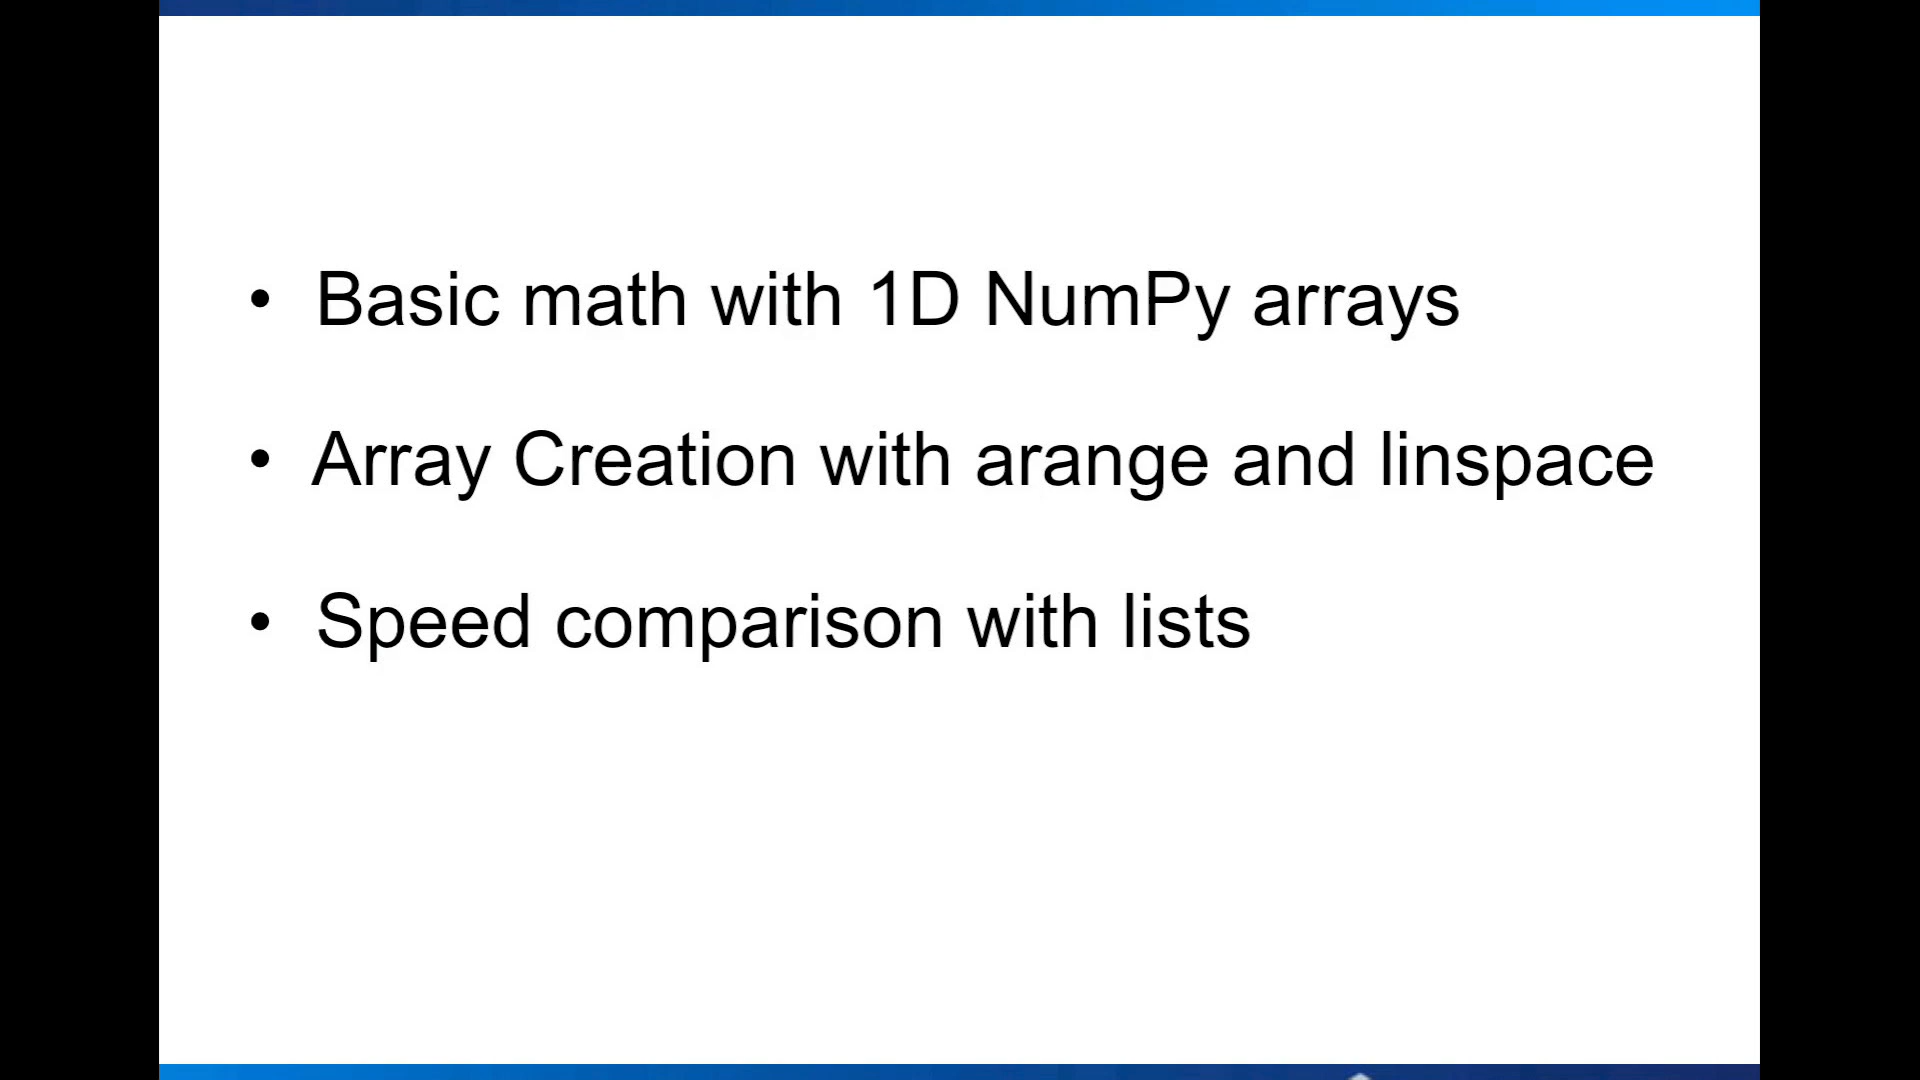 • Basic math with 1D NumPy arrays
• Array Creation with arange and linspace
• Speed comparison with lists